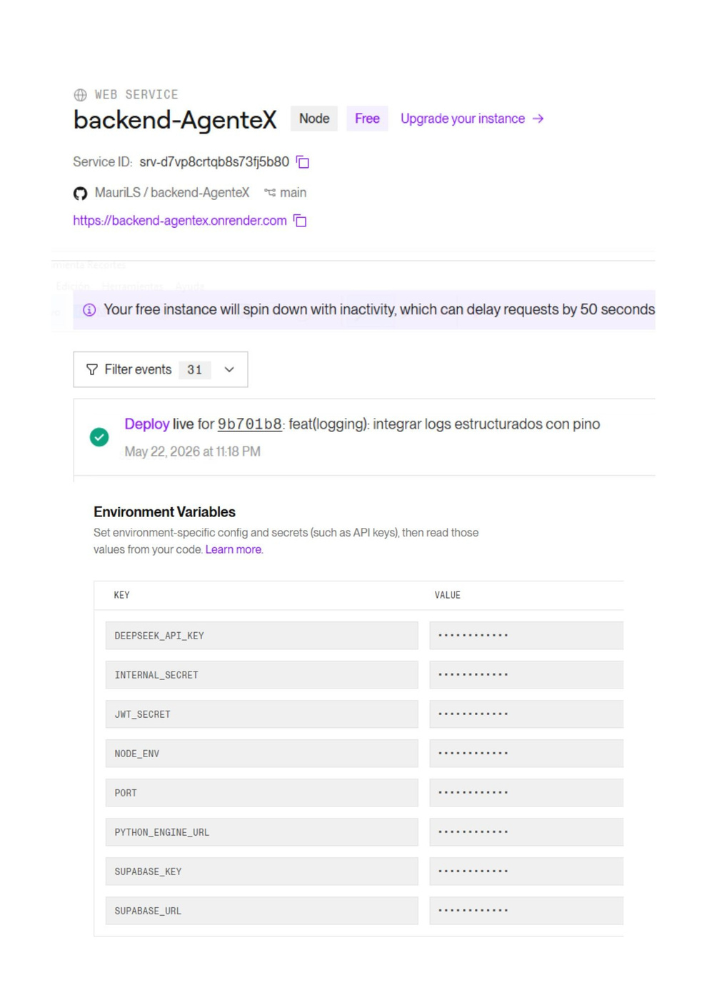 WEB SERVICE
backend-AgenteX Node Free Upgrade your instance →
Service ID: srv-d7vp8crtqb8s73fj5b80
MauriLS / backend-AgenteX main
https://backend-agentex.onrender.com
mienta Recortes
Edición Herramientas Ayuda
Your free instance will spin down with inactivity, which can delay requests by 50 seconds
Filter events 31
Deploy live for 9b701b8: feat(logging): integrar logs estructurados con pino
May 22, 2026 at 11:18 PM
Environment Variables
Set environment-specific config and secrets (such as API keys), then read those
values from your code. Learn more.
KEY VALUE
DEEPSEEK_API_KEY ············
INTERNAL_SECRET ············
JWT_SECRET ············
NODE_ENV ············
PORT ············
PYTHON_ENGINE_URL ············
SUPABASE_KEY ············
SUPABASE_URL ············